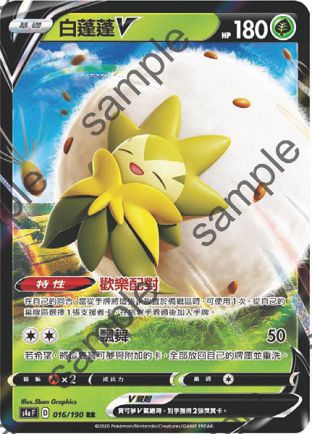 基礎 白蓬蓬V HP 180
特性 歡樂配對
在自己的回合，當從手牌將這張
置於備戰區時，可使用1次。從自己的
牌庫選擇1張支援者卡，在給對手看過後加入手牌。
飄舞 50
若希望，將
寶可夢與附加的卡，全部放回自己的牌庫並重洗。
弱點 ×2 抵抗力 撤退
V規則
寶可夢V氣絕時，對手獲得2張獎賞卡。
Illus.5ban Graphics
s4a F D 016/190 RR
©2020 Pokémon/Nintendo/Creatures/GAME FREAK
sample
sample
sample
sample